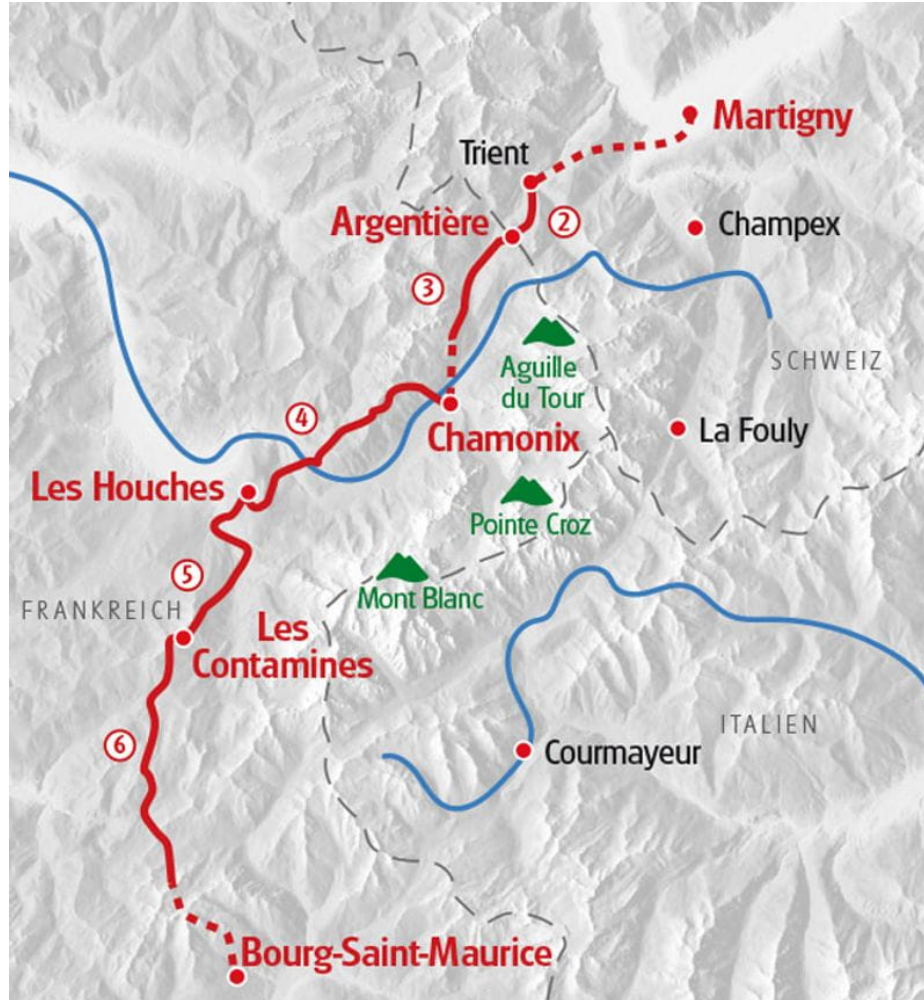 Martigny
Trient
Argentière
②
Champex
③
SCHWEIZ
Aguille
du Tour
④
Chamonix
La Fouly
Les Houches
Pointe Croz
⑤
Mont Blanc
FRANKREICH
Les
Contamines
ITALIEN
⑥
Courmayeur
Bourg-Saint-Maurice